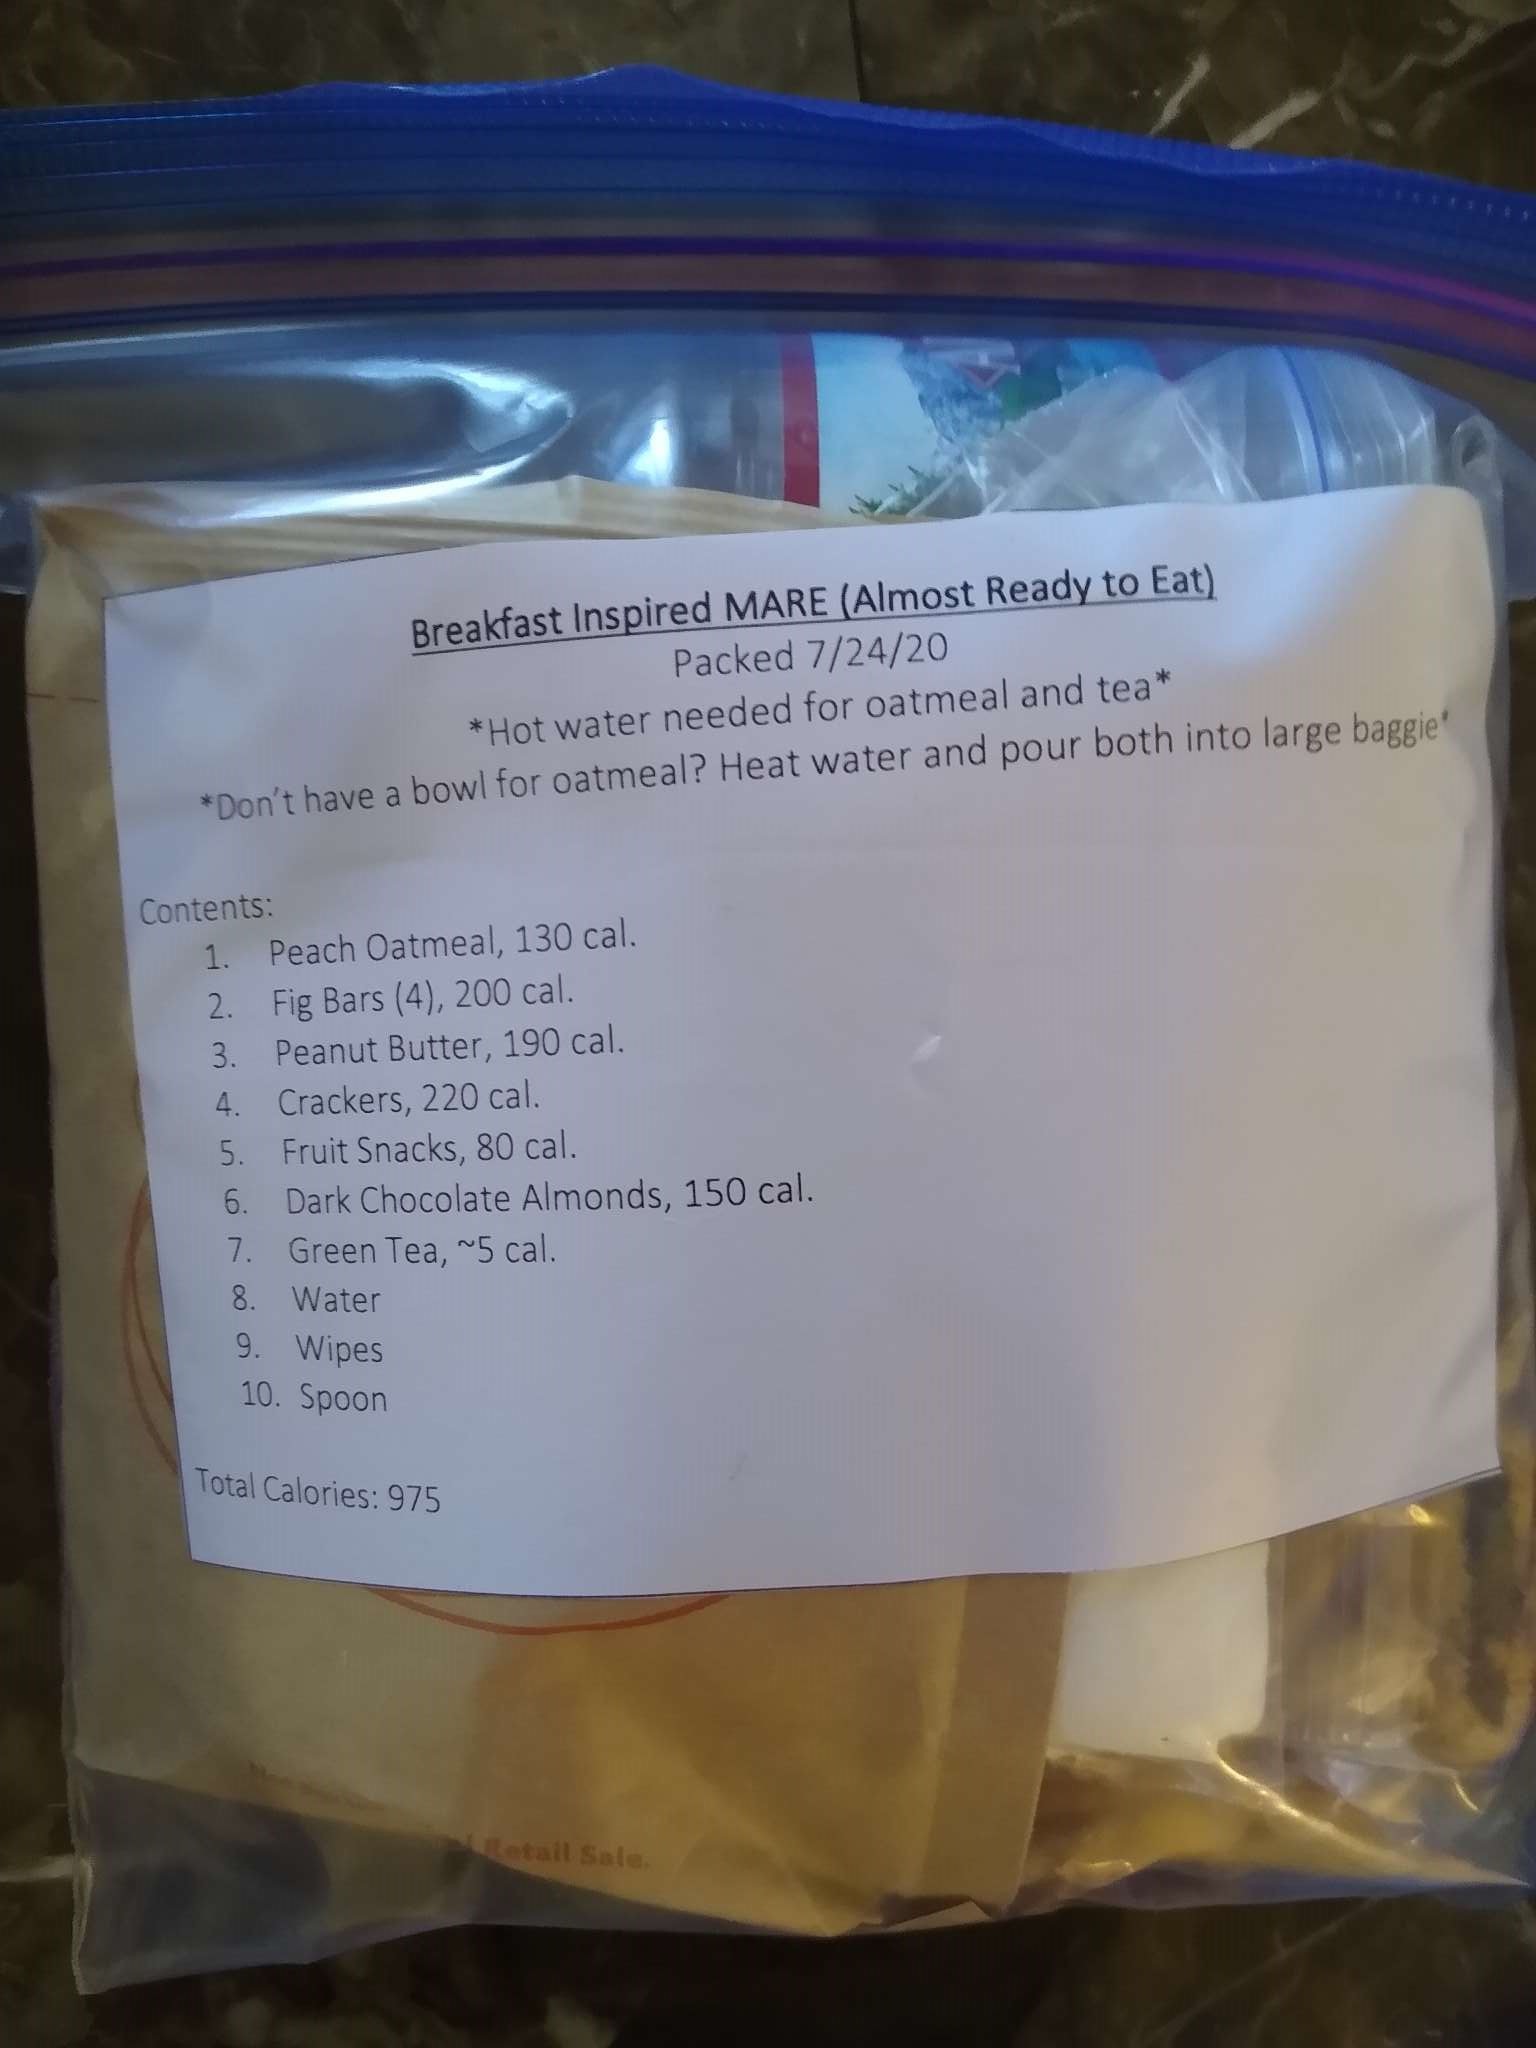 Breakfast Inspired MARE (Almost Ready to Eat)
Packed 7/24/20
*Hot water needed for oatmeal and tea*
*Don't have a bowl for oatmeal? Heat water and pour both into large baggie*
Contents:
1. Peach Oatmeal, 130 cal.
2. Fig Bars (4), 200 cal.
3. Peanut Butter, 190 cal.
4. Crackers, 220 cal.
5. Fruit Snacks, 80 cal.
6. Dark Chocolate Almonds, 150 cal.
7. Green Tea, ~5 cal.
8. Water
9. Wipes
10. Spoon
Total Calories: 975
Retail Sale.